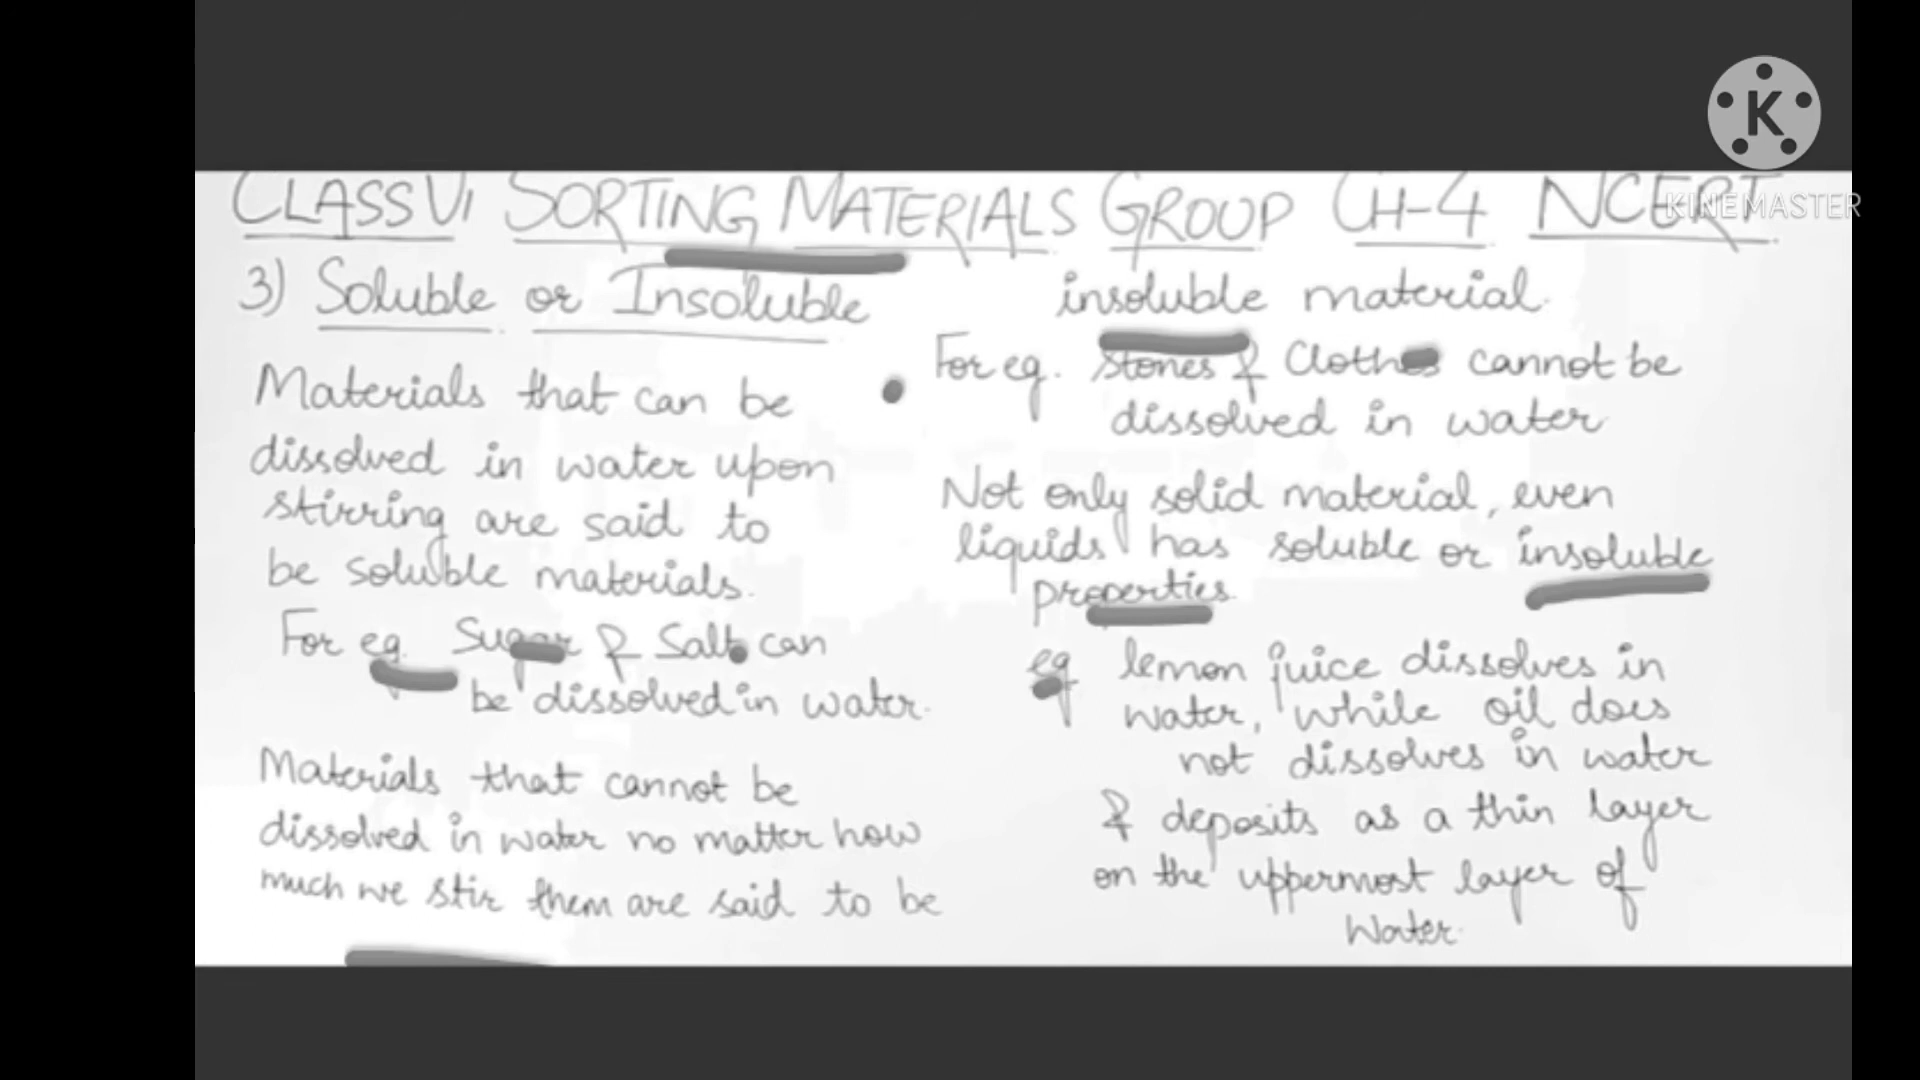 CLASS VI SORTING MATERIALS GROUP CH-4 NCERT
KINEMASTER
3) Soluble or Insoluble
Materials that can be
dissolved in water upon
stirring are said to
be soluble materials.
For eg. Sugar & Salt can
be dissolved in water.
Materials that cannot be
dissolved in water no matter how
much we stir them are said to be
insoluble material.
For eg. Stones & Clothes cannot be
dissolved in water
Not only solid material, even
liquids has soluble or insoluble
properties.
eg lemon juice dissolves in
water, while oil does
not dissolves in water
& deposits as a thin layer
on the uppermost layer of
Water.